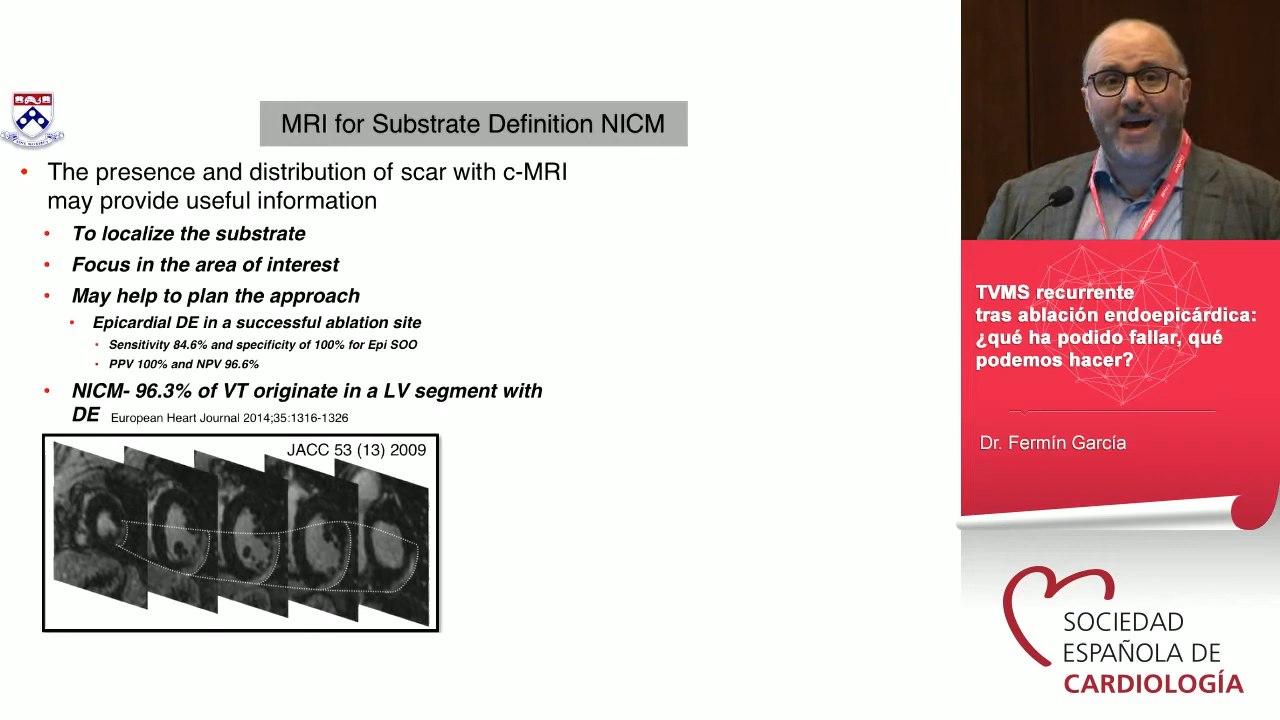 MRI for Substrate Definition NICM
The presence and distribution of scar with c-MRI
may provide useful information
To localize the substrate
Focus in the area of interest
May help to plan the approach
Epicardial DE in a successful ablation site
Sensitivity 84.6% and specificity of 100% for Epi SOO
PPV 100% and NPV 96.6%
NICM- 96.3% of VT originate in a LV segment with
DE European Heart Journal 2014;35:1316-1326
JACC 53 (13) 2009
TVMS recurrente
tras ablación endoepicárdica:
¿qué ha podido fallar, qué
podemos hacer?
Dr. Fermín García
SOCIEDAD
ESPAÑOLA DE
CARDIOLOGÍA